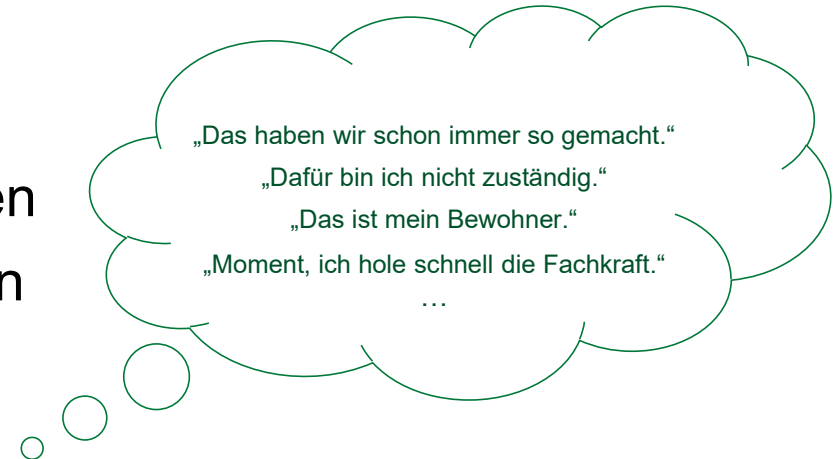 „Das haben wir schon immer so gemacht.“
„Dafür bin ich nicht zuständig.“
„Das ist mein Bewohner.“
„Moment, ich hole schnell die Fachkraft.“
…